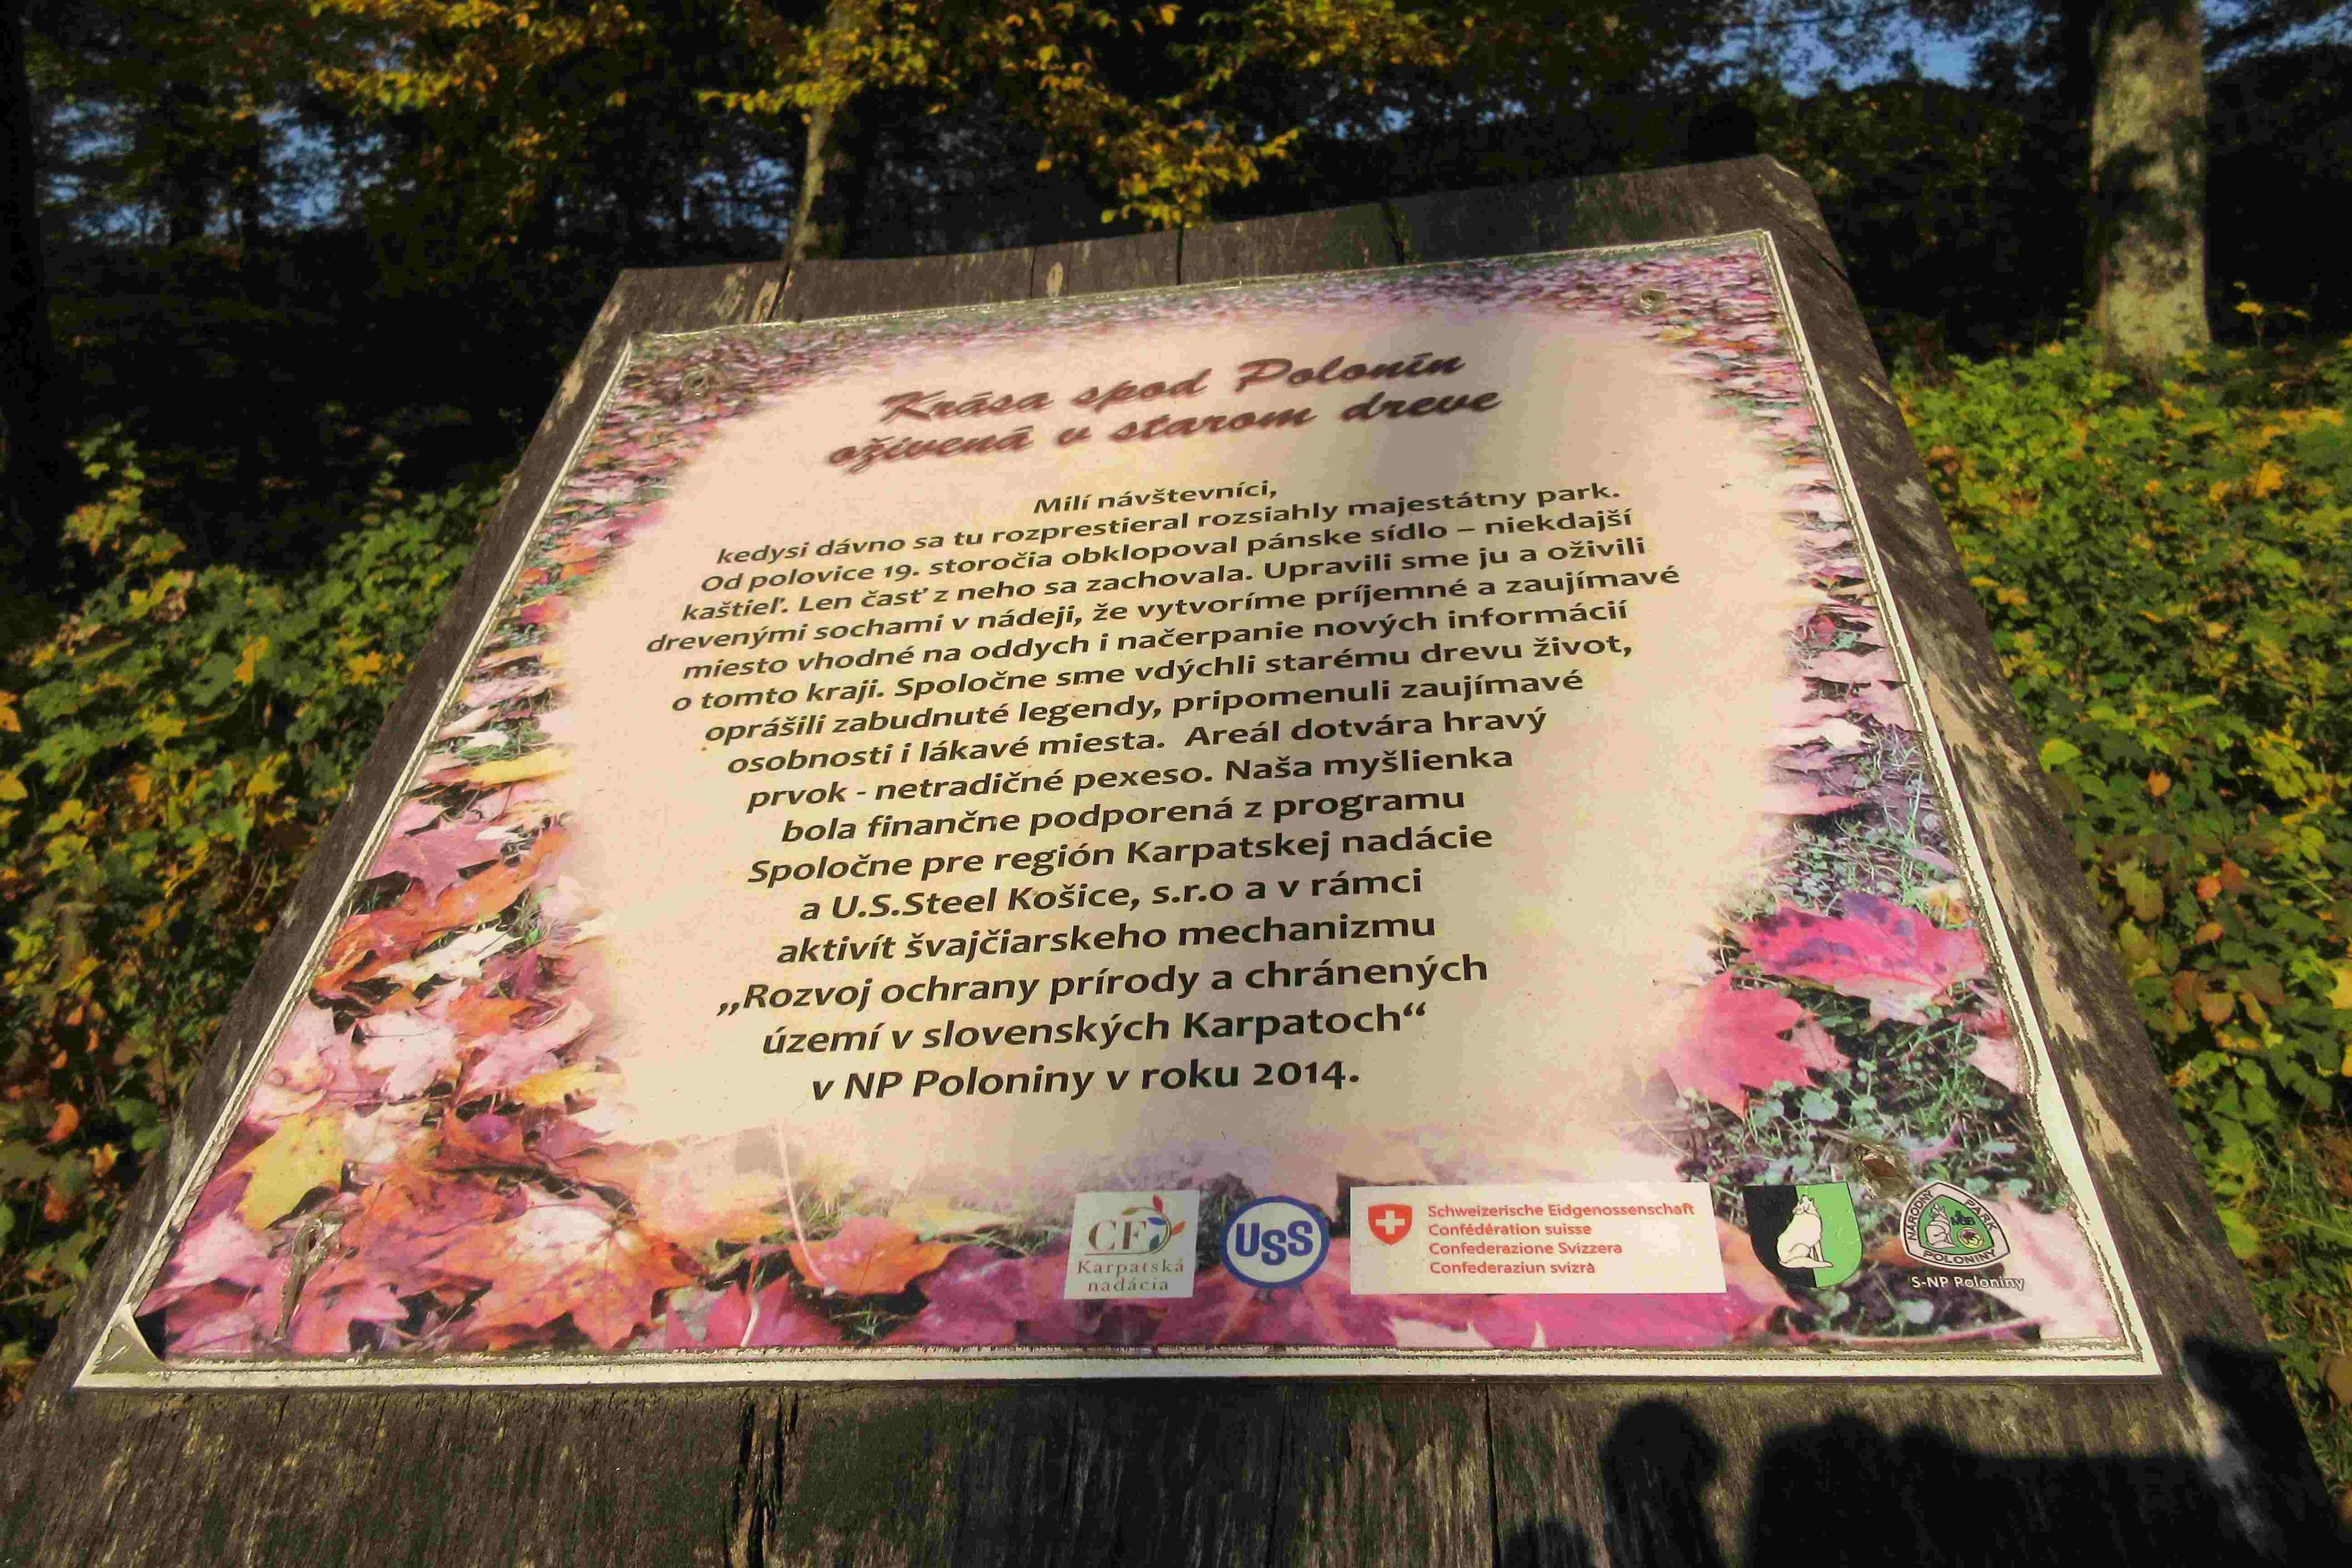 Krása spod Polonín
oživená v starom dreve
Milí návštevníci,
kedysi dávno sa tu rozprestieral rozsiahly majestátny park.
Od polovice 19. storočia obklopoval pánske sídlo – niekdajší
kaštieľ. Len časť z neho sa zachovala. Upravili sme ju a oživili
drevenými sochami v nádeji, že vytvoríme príjemné a zaujímavé
miesto vhodné na oddych i načerpanie nových informácií
o tomto kraji. Spoločne sme vdýchli starému drevu život,
oprášili zabudnuté legendy, pripomenuli zaujímavé
osobnosti i lákavé miesta. Areál dotvára hravý
prvok - netradičné pexeso. Naša myšlienka
bola finančne podporená z programu
Spoločne pre región Karpatskej nadácie
a U.S.Steel Košice, s.r.o a v rámci
aktivít švajčiarskeho mechanizmu
„Rozvoj ochrany prírody a chránených
území v slovenských Karpatoch“
v NP Poloniny v roku 2014.
CF
Karpatská
nadácia
USS
Schweizerische Eidgenossenschaft
Confédération suisse
Confederazione Svizzera
Confederaziun svizra
NÁRODNÝ PARK
POLONINY
S-NP Poloniny